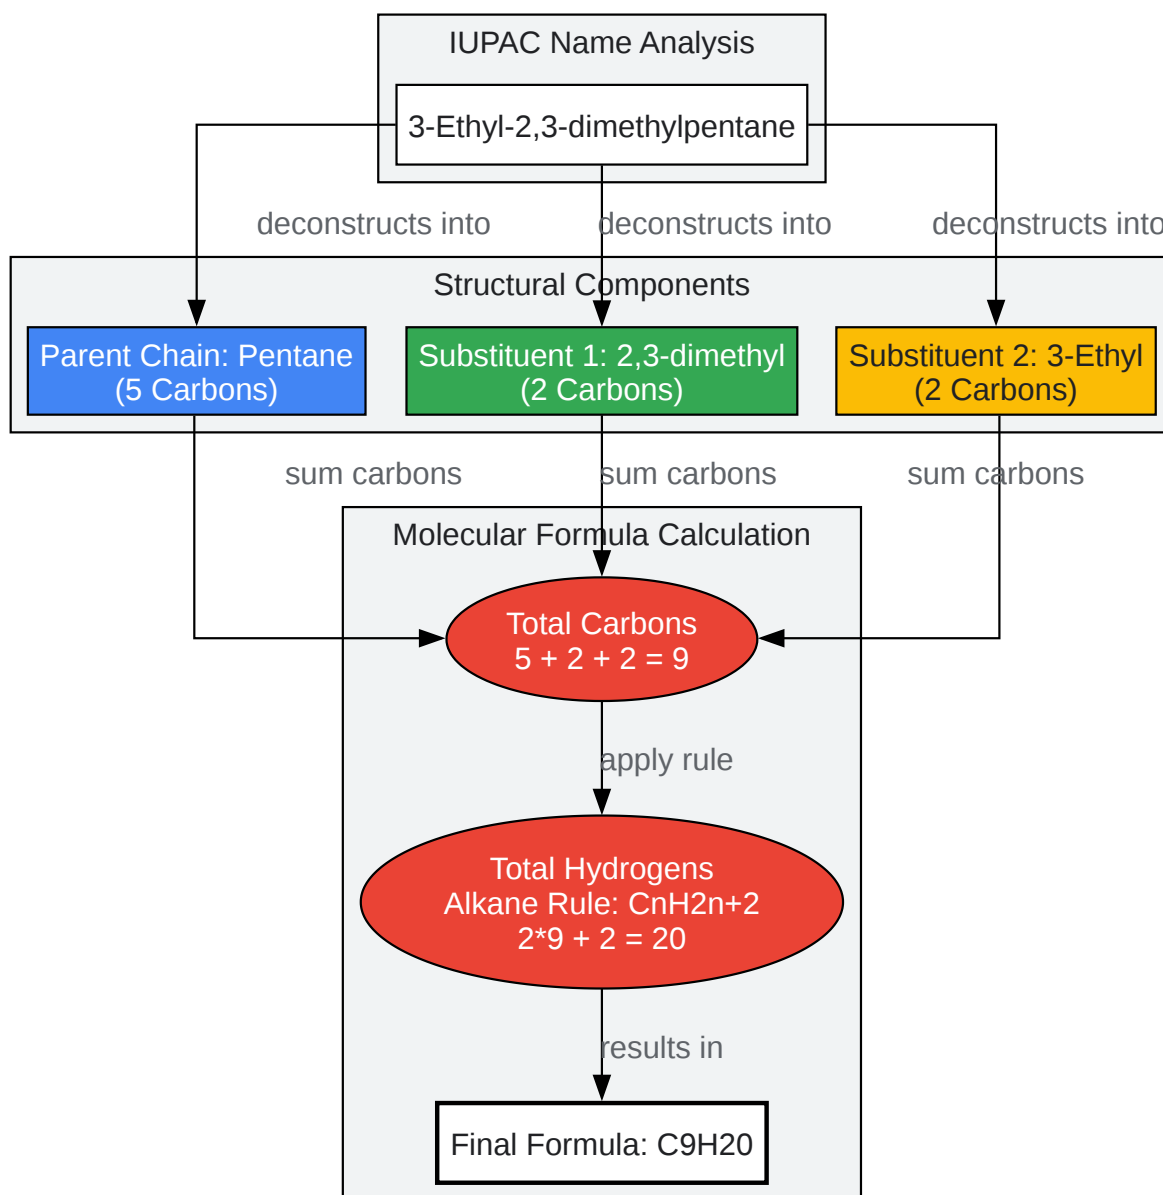 IUPAC Name Analysis
3-Ethyl-2,3-dimethylpentane
deconstructs into
deconstructs into
deconstructs into
Structural Components
Parent Chain: Pentane
(5 Carbons)
Substituent 1: 2,3-dimethyl
(2 Carbons)
Substituent 2: 3-Ethyl
(2 Carbons)
sum carbons
sum carbons
sum carbons
Molecular Formula Calculation
Total Carbons
5 + 2 + 2 = 9
apply rule
Total Hydrogens
Alkane Rule: CnH2n+2
2*9 + 2 = 20
results in
Final Formula: C9H20